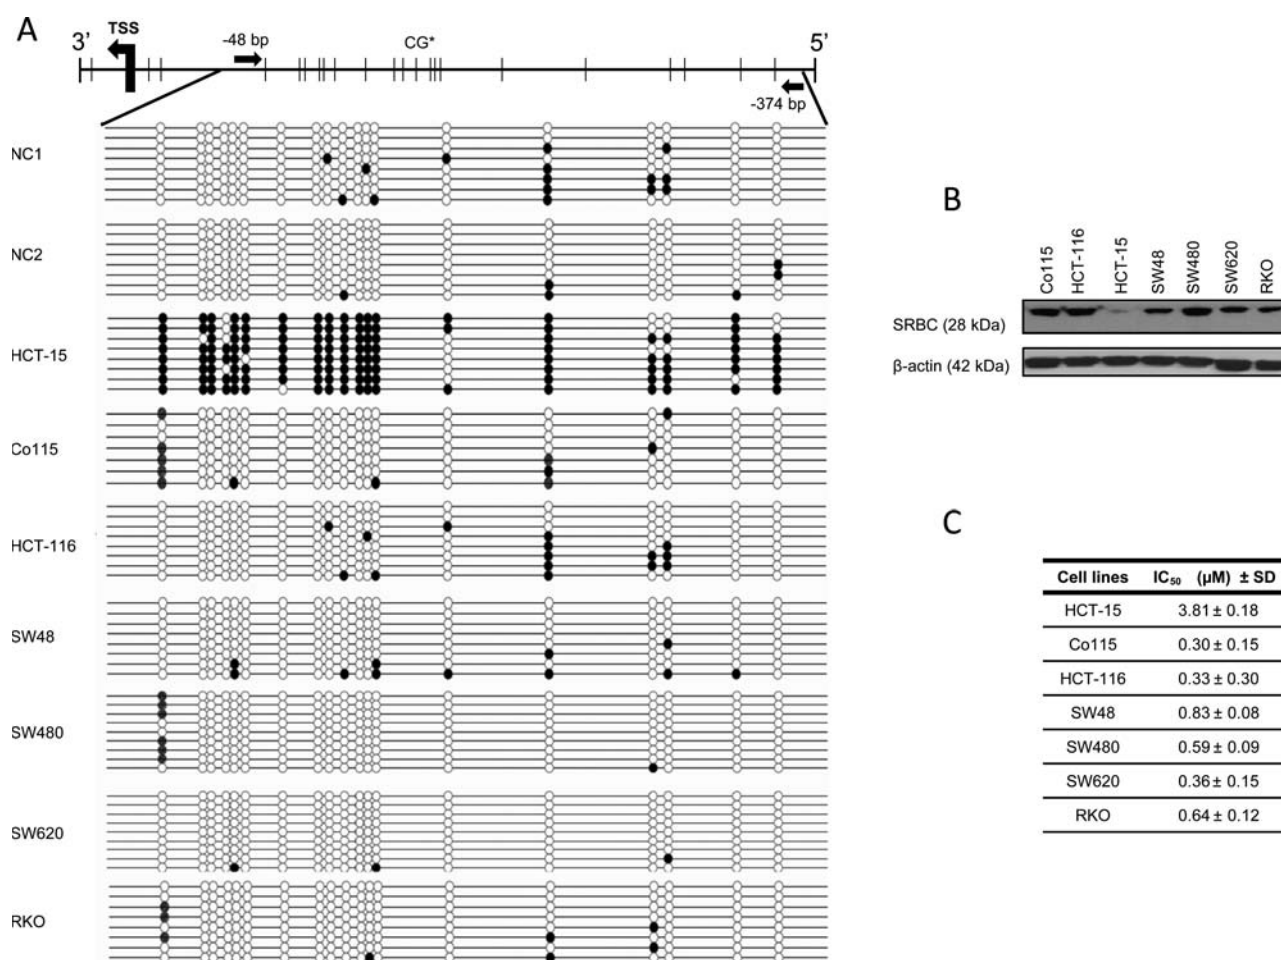 A
3'
TSS
-48 bp
CG*
5'
-374 bp
NC1
NC2
HCT-15
Co115
HCT-116
SW48
SW480
SW620
RKO
B
Co115
HCT-116
HCT-15
SW48
SW480
SW620
RKO
SRBC (28 kDa)
β-actin (42 kDa)
C
Cell lines IC50 (μM) ± SD
HCT-15 3.81 ± 0.18
Co115 0.30 ± 0.15
HCT-116 0.33 ± 0.30
SW48 0.83 ± 0.08
SW480 0.59 ± 0.09
SW620 0.36 ± 0.15
RKO 0.64 ± 0.12